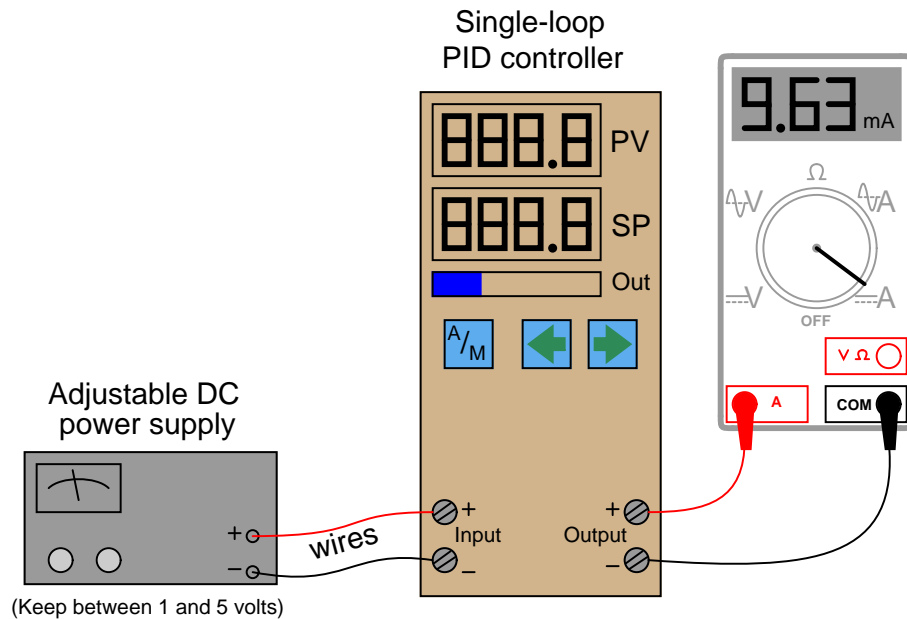 Single-loop
PID controller
888.8 PV
888.8 SP
Out
A/M
9.63 mA
Ω
V
A
V
A
OFF
V Ω
A
COM
Adjustable DC
power supply
+
−
(Keep between 1 and 5 volts)
wires
+
Input
−
+
Output
−